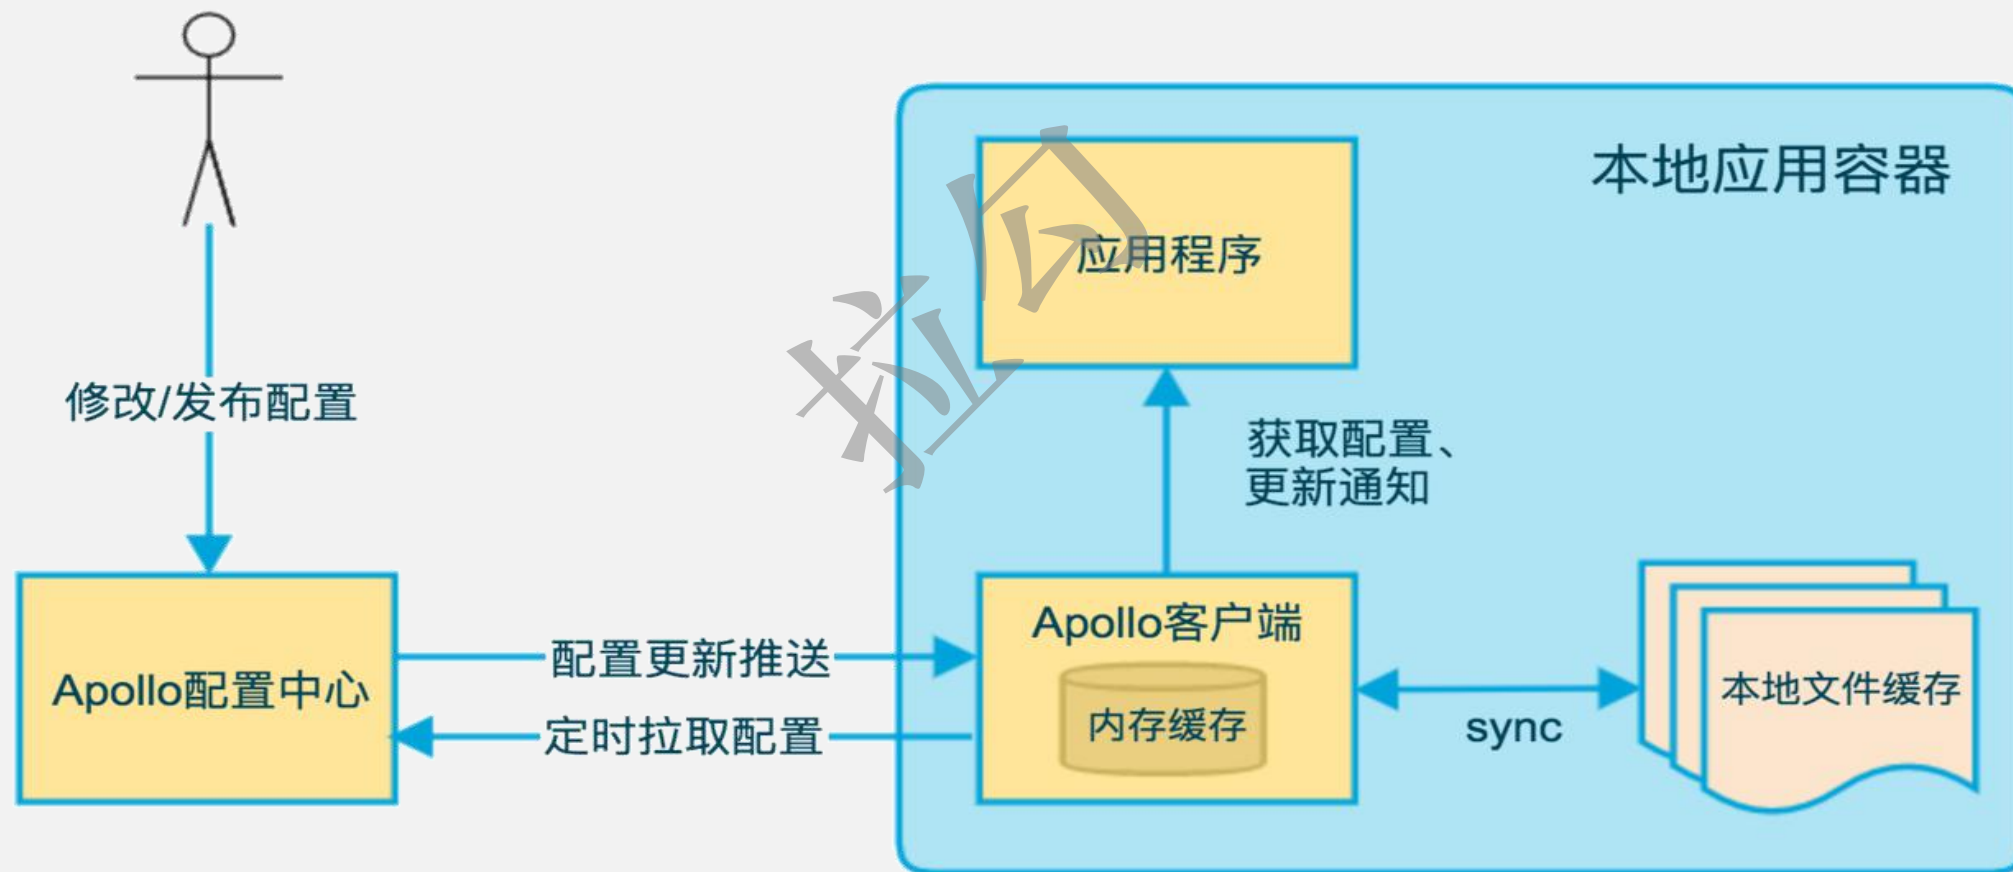 本地应用容器
应用程序
拉勾
修改/发布配置
获取配置、
更新通知
Apollo客户端
配置更新推送
Apollo配置中心
本地文件缓存
内存缓存
sync
定时拉取配置